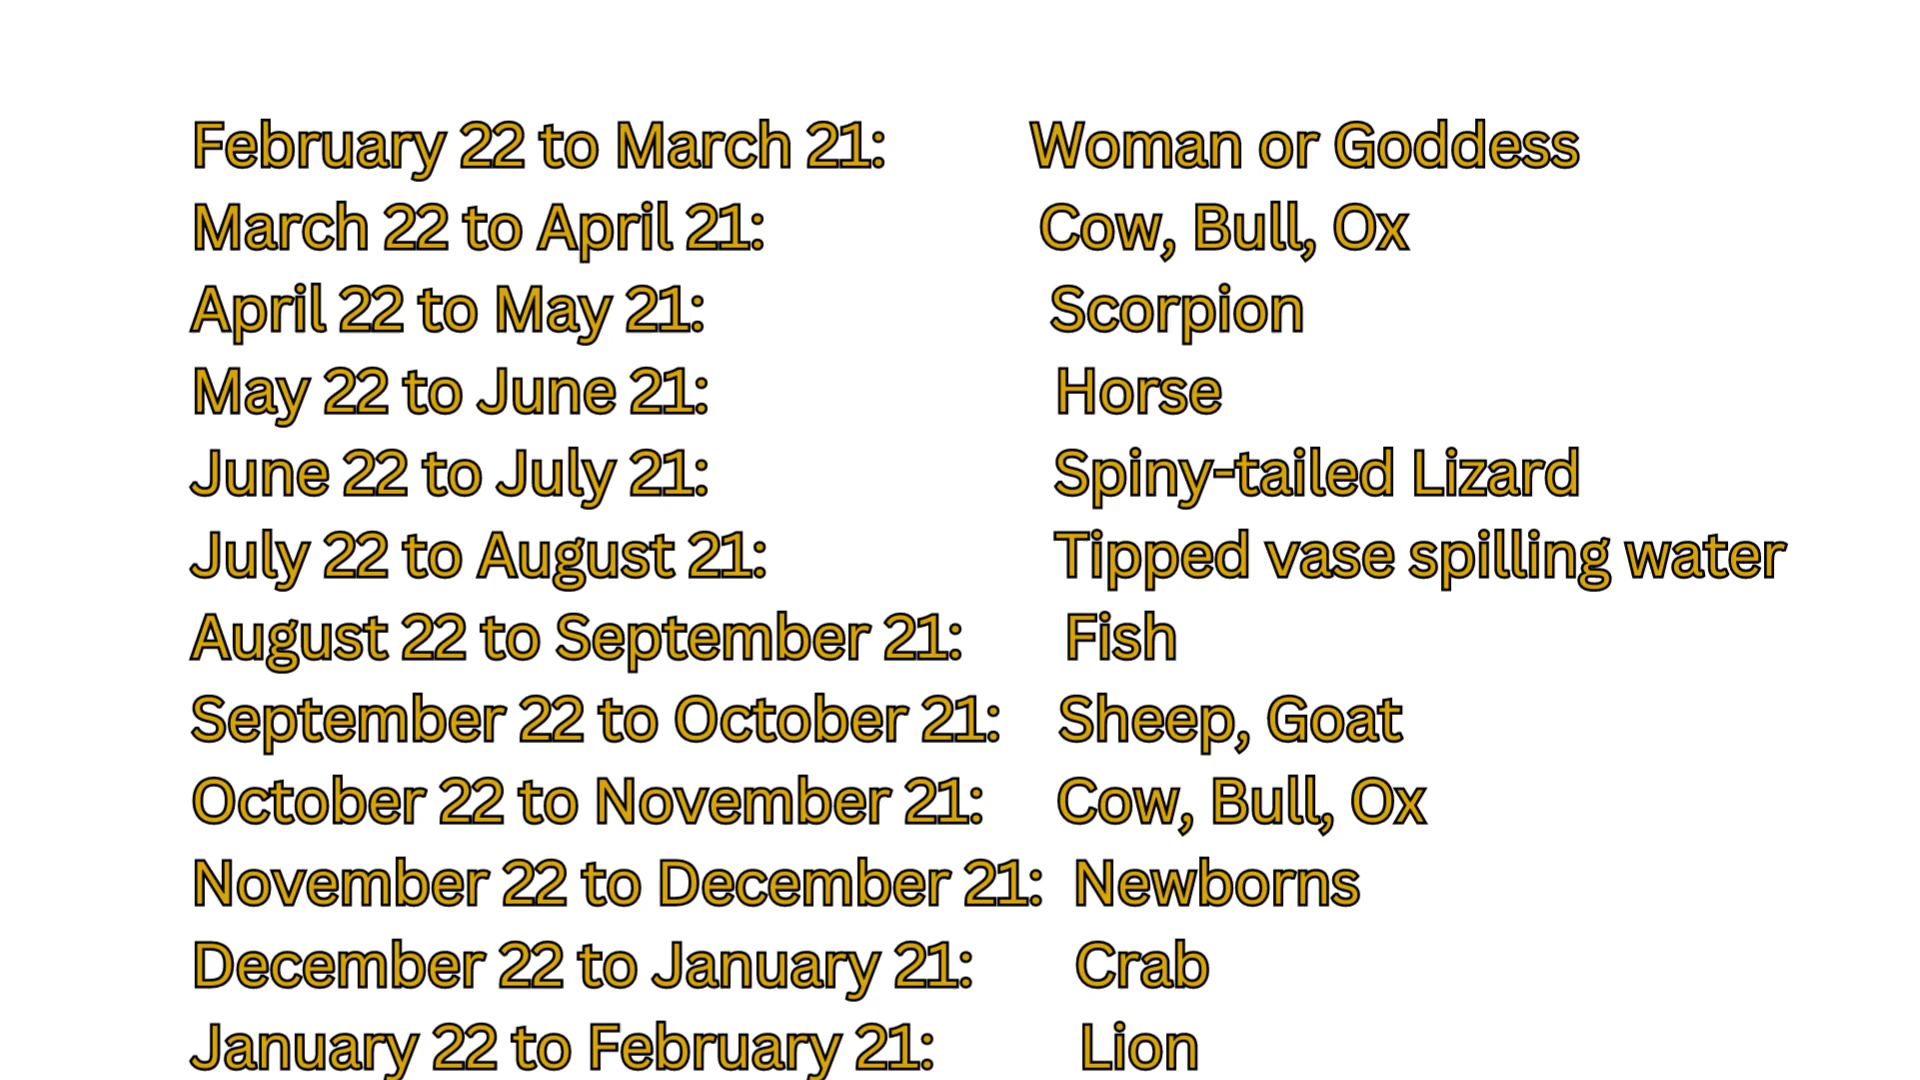 February 22 to March 21: Woman or Goddess
March 22 to April 21: Cow, Bull, Ox
April 22 to May 21: Scorpion
May 22 to June 21: Horse
June 22 to July 21: Spiny-tailed Lizard
July 22 to August 21: Tipped vase spilling water
August 22 to September 21: Fish
September 22 to October 21: Sheep, Goat
October 22 to November 21: Cow, Bull, Ox
November 22 to December 21: Newborns
December 22 to January 21: Crab
January 22 to February 21: Lion